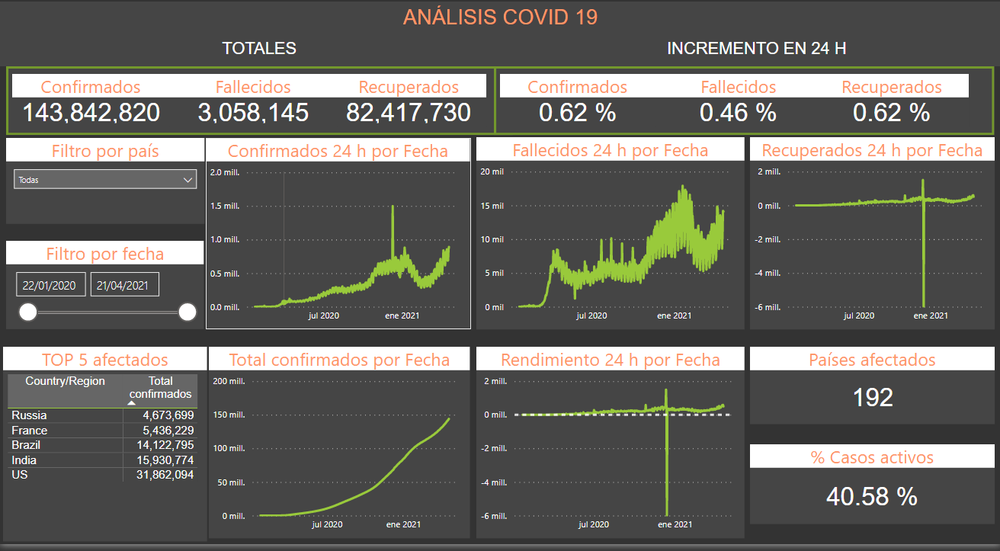 ANÁLISIS COVID 19
TOTALES
INCREMENTO EN 24 H
Confirmados Fallecidos Recuperados
143,842,820 3,058,145 82,417,730
Confirmados Fallecidos Recuperados
0.62 % 0.46 % 0.62 %
Filtro por país
Todas
Filtro por fecha
22/01/2020 21/04/2021
Confirmados 24 h por Fecha
2.0 mill.
1.5 mill.
1.0 mill.
0.5 mill.
0.0 mill.
jul 2020 ene 2021
Fallecidos 24 h por Fecha
20 mil
15 mil
10 mil
5 mil
0 mil
jul 2020 ene 2021
Recuperados 24 h por Fecha
2 mill.
0 mill.
-2 mill.
-4 mill.
-6 mill.
jul 2020 ene 2021
TOP 5 afectados
Country/Region Total
confirmados
Russia 4,673,699
France 5,436,229
Brazil 14,122,795
India 15,930,774
US 31,862,094
Total confirmados por Fecha
200 mill.
150 mill.
100 mill.
50 mill.
0 mill.
jul 2020 ene 2021
Rendimiento 24 h por Fecha
2 mill.
0 mill.
-2 mill.
-4 mill.
-6 mill.
jul 2020 ene 2021
Países afectados
192
% Casos activos
40.58 %